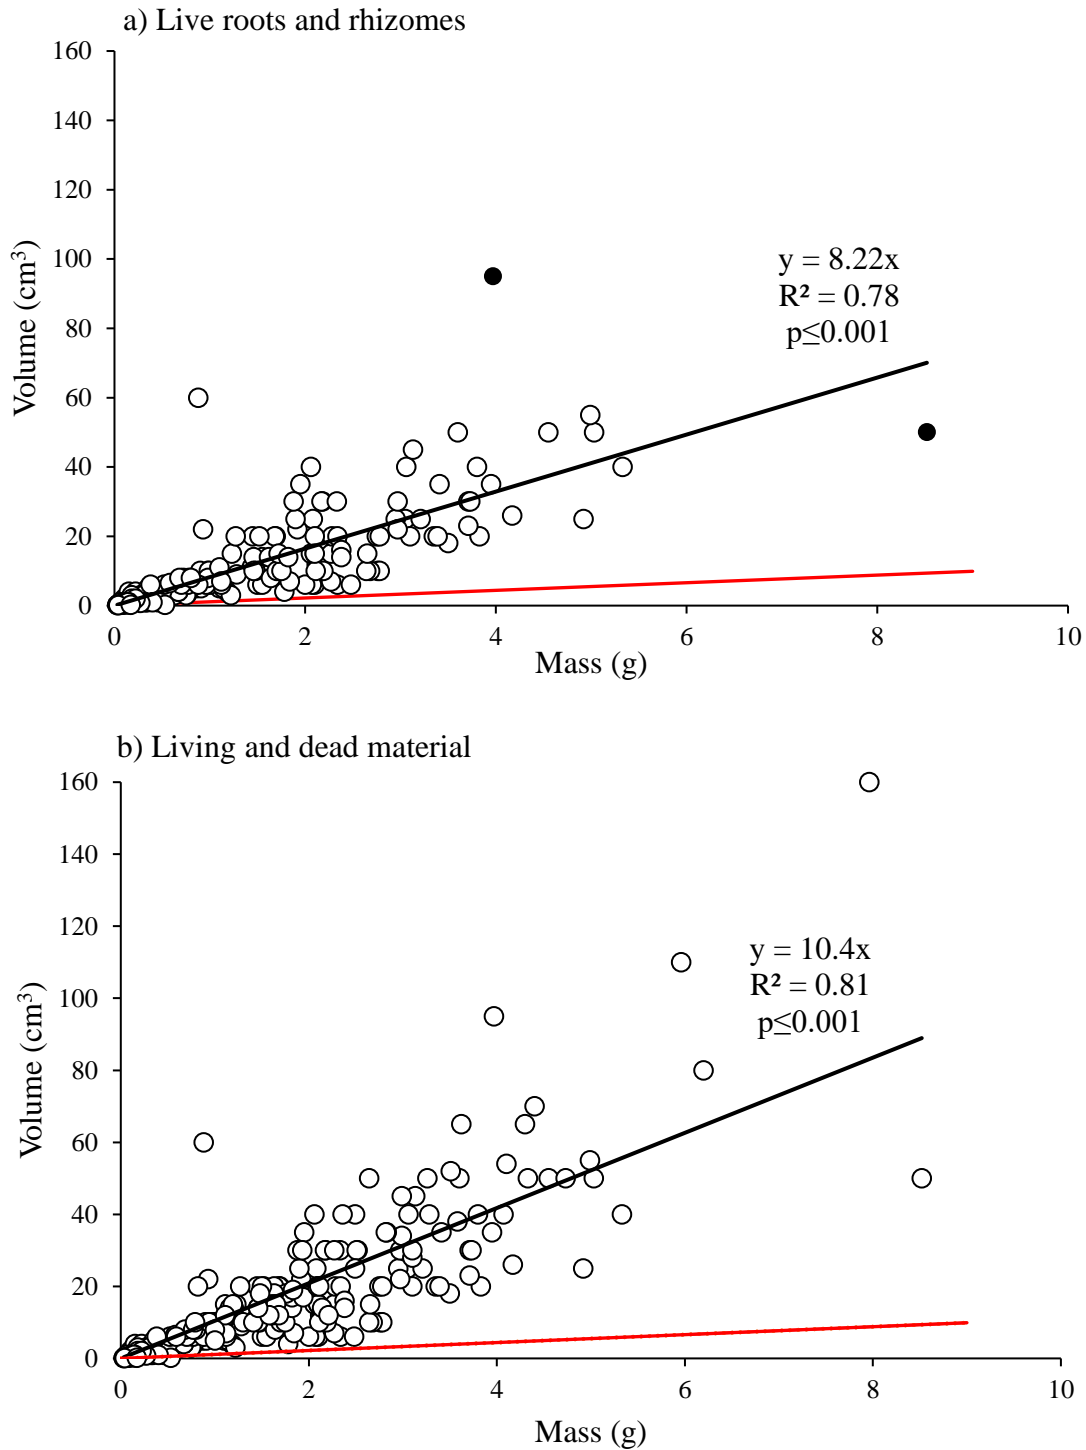 a) Live roots and rhizomes
160
140
120
100
80
60
40
20
0
Volume (cm³)
y = 8.22x
R² = 0.78
p≤0.001
0 2 4 6 8 10
Mass (g)
b) Living and dead material
160
140
120
100
80
60
40
20
0
Volume (cm³)
y = 10.4x
R² = 0.81
p≤0.001
0 2 4 6 8 10
Mass (g)